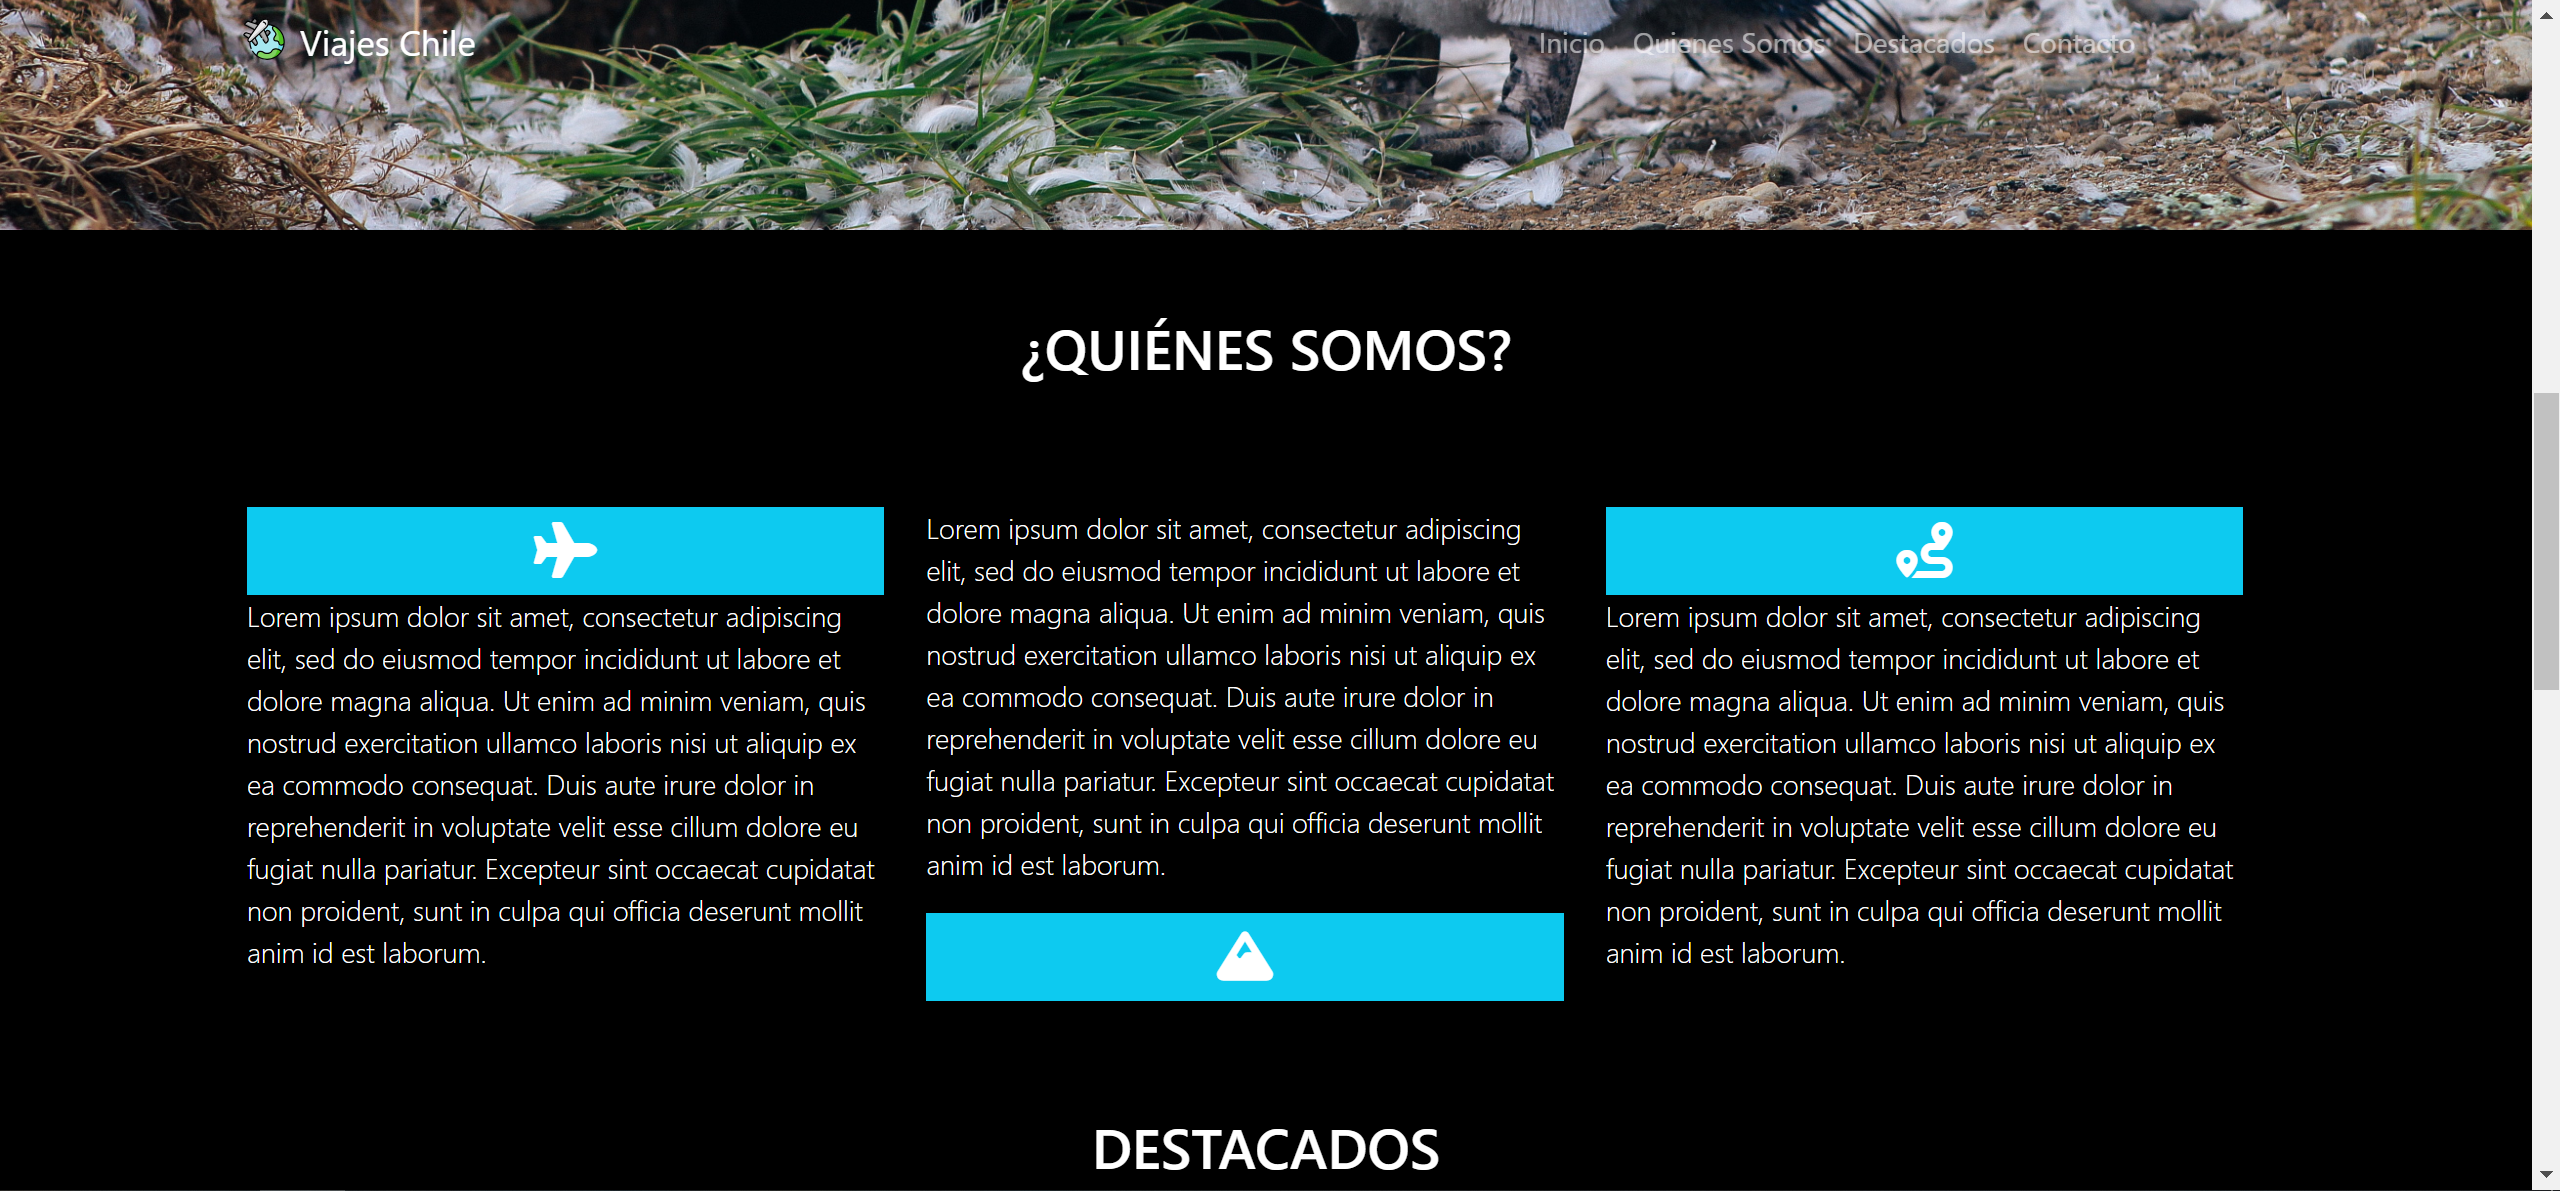 Viajes Chile
Inicio Quienes Somos Destacados Contacto
¿QUIÉNES SOMOS?
Lorem ipsum dolor sit amet, consectetur adipiscing
elit, sed do eiusmod tempor incididunt ut labore et
dolore magna aliqua. Ut enim ad minim veniam, quis
nostrud exercitation ullamco laboris nisi ut aliquip ex
ea commodo consequat. Duis aute irure dolor in
reprehenderit in voluptate velit esse cillum dolore eu
fugiat nulla pariatur. Excepteur sint occaecat cupidatat
non proident, sunt in culpa qui officia deserunt mollit
anim id est laborum.
Lorem ipsum dolor sit amet, consectetur adipiscing
elit, sed do eiusmod tempor incididunt ut labore et
dolore magna aliqua. Ut enim ad minim veniam, quis
nostrud exercitation ullamco laboris nisi ut aliquip ex
ea commodo consequat. Duis aute irure dolor in
reprehenderit in voluptate velit esse cillum dolore eu
fugiat nulla pariatur. Excepteur sint occaecat cupidatat
non proident, sunt in culpa qui officia deserunt mollit
anim id est laborum.
Lorem ipsum dolor sit amet, consectetur adipiscing
elit, sed do eiusmod tempor incididunt ut labore et
dolore magna aliqua. Ut enim ad minim veniam, quis
nostrud exercitation ullamco laboris nisi ut aliquip ex
ea commodo consequat. Duis aute irure dolor in
reprehenderit in voluptate velit esse cillum dolore eu
fugiat nulla pariatur. Excepteur sint occaecat cupidatat
non proident, sunt in culpa qui officia deserunt mollit
anim id est laborum.
DESTACADOS